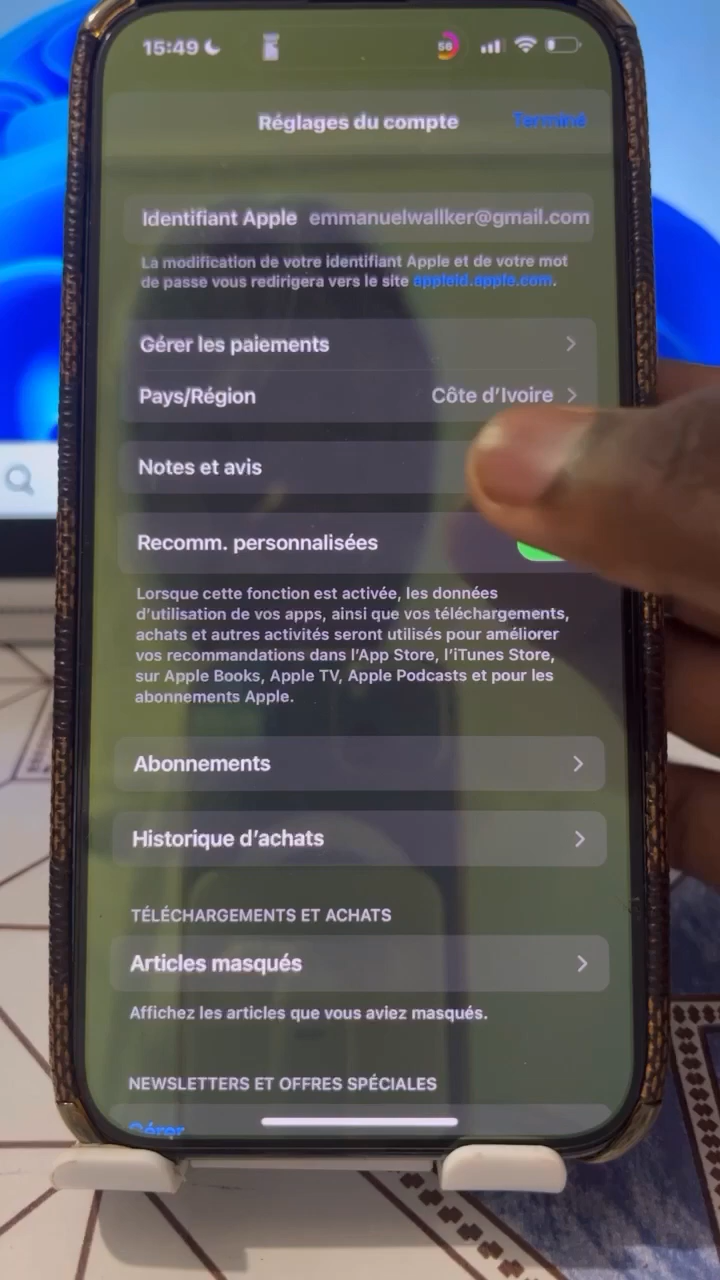 15:49
56
Réglages du compte Terminé
Identifiant Apple emmanuelwallker@gmail.com
La modification de votre identifiant Apple et de votre mot
de passe vous redirigera vers le site appleid.apple.com.
Gérer les paiements
Pays/Région Côte d’Ivoire
Notes et avis
Recomm. personnalisées
Lorsque cette fonction est activée, les données
d’utilisation de vos apps, ainsi que vos téléchargements,
achats et autres activités seront utilisés pour améliorer
vos recommandations dans l’App Store, l’iTunes Store,
sur Apple Books, Apple TV, Apple Podcasts et pour les
abonnements Apple.
Abonnements
Historique d’achats
TÉLÉCHARGEMENTS ET ACHATS
Articles masqués
Affichez les articles que vous aviez masqués.
NEWSLETTERS ET OFFRES SPÉCIALES
Gérer